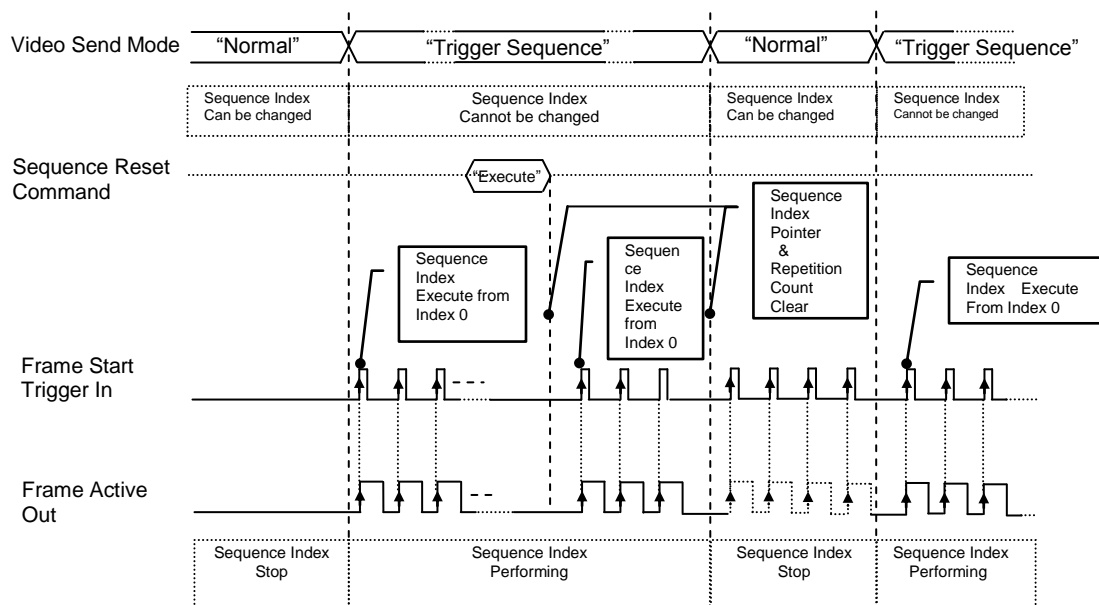 Video Send Mode
“Normal”
“Trigger Sequence”
“Normal”
“Trigger Sequence”
Sequence Index
Can be changed
Sequence Index
Cannot be changed
Sequence Index
Can be changed
Sequence Index
Cannot be changed
Sequence Reset
Command
“Execute”
Sequence
Index
Execute from
Index 0
Sequen
ce
Index
Execute
from
Index 0
Sequence
Index
Pointer
&
Repetition
Count
Clear
Sequence
Index Execute
From Index 0
Frame Start
Trigger In
Frame Active
Out
Sequence Index
Stop
Sequence Index
Performing
Sequence Index
Stop
Sequence Index
Performing